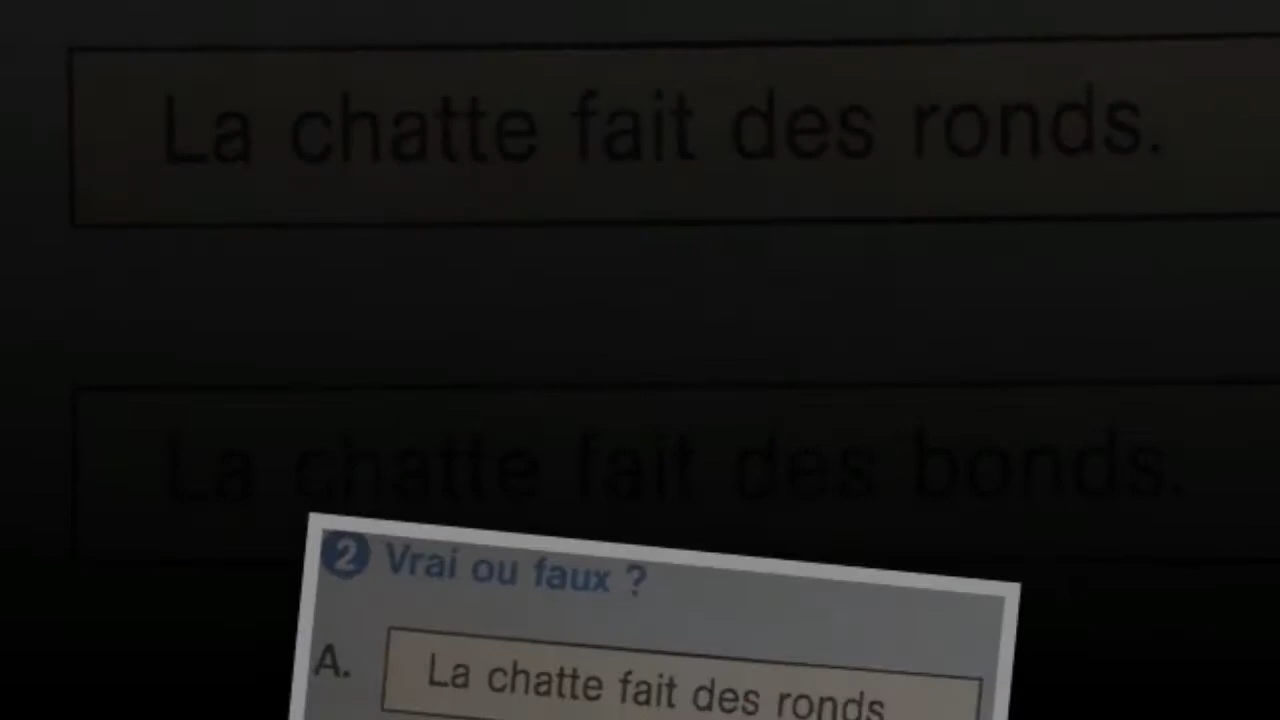 La chatte fait des ronds.
La chatte fait des bonds.
2 Vrai ou faux ?
A.
La chatte fait des ronds